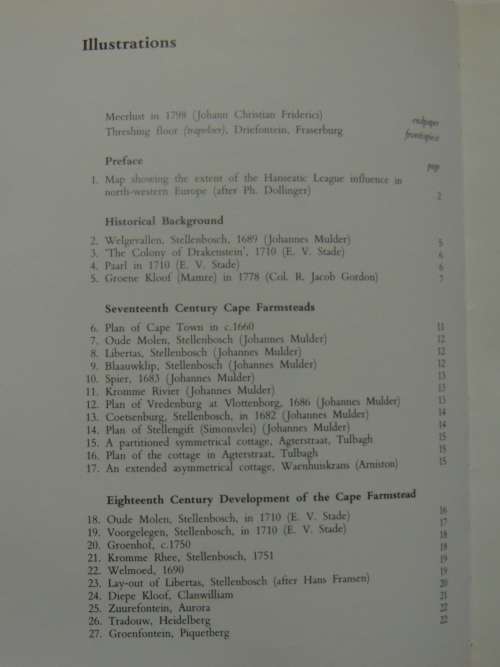 Illustrations
Meerlust in 1798 (Johann Christian Friderici) endpaper
Threshing floor (trapvloer), Driefontein, Fraserburg frontispiece
Preface page
1. Map showing the extent of the Hanseatic League influence in
north-western Europe (after Ph. Dollinger) 2
Historical Background
2. Welgevallen, Stellenbosch, 1689 (Johannes Mulder) 5
3. 'The Colony of Drakenstein', 1710 (E. V. Stade) 6
4. Paarl in 1710 (E. V. Stade) 6
5. Groene Kloof (Mamre) in 1778 (Col. R. Jacob Gordon) 7
Seventeenth Century Cape Farmsteads
6. Plan of Cape Town in c.1660 11
7. Oude Molen, Stellenbosch (Johannes Mulder) 12
8. Libertas, Stellenbosch (Johannes Mulder) 12
9. Blaauwklip, Stellenbosch (Johannes Mulder) 12
10. Spier, 1683 (Johannes Mulder) 13
11. Kromme Rivier (Johannes Mulder) 13
12. Plan of Vredenburg at Vlottenborg, 1686 (Johannes Mulder) 13
13. Coetsenburg, Stellenbosch, in 1682 (Johannes Mulder) 14
14. Plan of Stellengift (Simonsvlei) (Johannes Mulder) 14
15. A partitioned symmetrical cottage, Agterstraat, Tulbagh 15
16. Plan of the cottage in Agterstraat, Tulbagh 15
17. An extended asymmetrical cottage, Waenhuiskrans (Arniston) 15
Eighteenth Century Development of the Cape Farmstead
18. Oude Molen, Stellenbosch, in 1710 (E. V. Stade) 16
19. Voorgelegen, Stellenbosch, in 1710 (E. V. Stade) 17
20. Groenhof, c.1750 18
21. Kromme Rhee, Stellenbosch, 1751 18
22. Welmoed, 1690 19
23. Lay-out of Libertas, Stellenbosch (after Hans Fransen) 19
24. Diepe Kloof, Clanwilliam 20
25. Zuurefontein, Aurora 21
26. Tradouw, Heidelberg 22
27. Groenfontein, Piquetberg 22